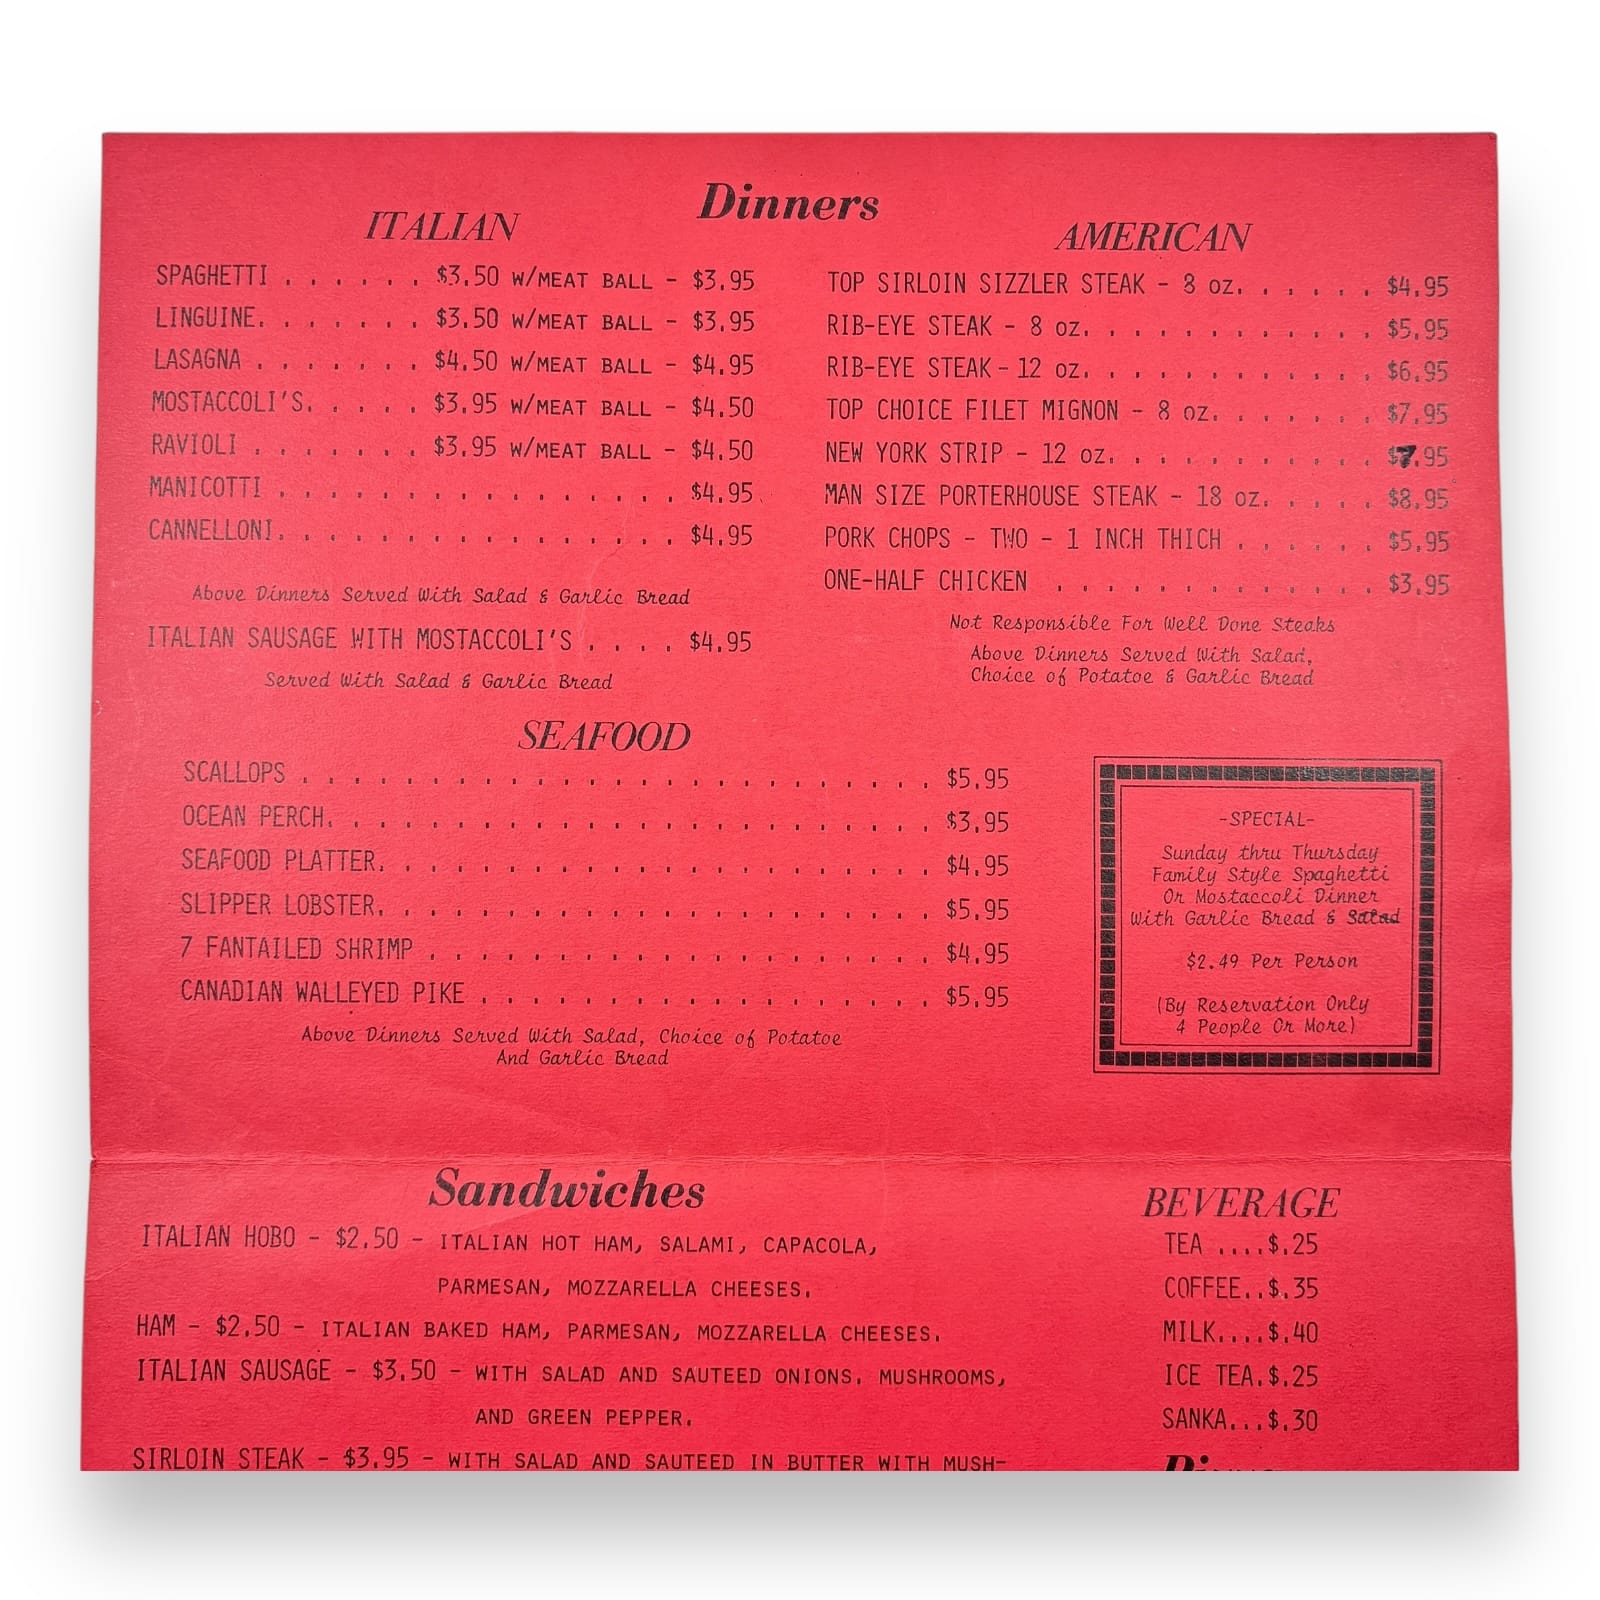 Dinners
ITALIAN
SPAGHETTI . . . . . . $3.50 W/MEAT BALL - $3.95
LINGUINE. . . . . . . $3.50 W/MEAT BALL - $3.95
LASAGNA . . . . . . . $4.50 W/MEAT BALL - $4.95
MOSTACCOLI'S. . . . . $3.95 W/MEAT BALL - $4.50
RAVIOLI . . . . . . . $3.95 W/MEAT BALL - $4.50
MANICOTTI . . . . . . . . . . . . . . . . $4.95
CANNELLONI. . . . . . . . . . . . . . . . $4.95
Above Dinners Served With Salad & Garlic Bread
ITALIAN SAUSAGE WITH MOSTACCOLI'S . . . . $4.95
Served With Salad & Garlic Bread
AMERICAN
TOP SIRLOIN SIZZLER STEAK - 8 oz. . . . . . $4.95
RIB-EYE STEAK - 8 oz. . . . . . . . . . . . $5.95
RIB-EYE STEAK - 12 oz. . . . . . . . . . . . $6.95
TOP CHOICE FILET MIGNON - 8 oz. . . . . . . $7.95
NEW YORK STRIP - 12 oz. . . . . . . . . . . $7.95
MAN SIZE PORTERHOUSE STEAK - 18 oz. . . . . $8.95
PORK CHOPS - TWO - 1 INCH THICH . . . . . . $5.95
ONE-HALF CHICKEN . . . . . . . . . . . . . $3.95
Not Responsible For Well Done Steaks
Above Dinners Served With Salad,
Choice of Potatoe & Garlic Bread
SEAFOOD
SCALLOPS . . . . . . . . . . . . . . . . . . . . . . . . $5.95
OCEAN PERCH. . . . . . . . . . . . . . . . . . . . . . . $3.95
SEAFOOD PLATTER. . . . . . . . . . . . . . . . . . . . . $4.95
SLIPPER LOBSTER. . . . . . . . . . . . . . . . . . . . . $5.95
7 FANTAILED SHRIMP . . . . . . . . . . . . . . . . . . . $4.95
CANADIAN WALLEYED PIKE . . . . . . . . . . . . . . . . . $5.95
Above Dinners Served With Salad, Choice of Potatoe
And Garlic Bread
-SPECIAL-
Sunday thru Thursday
Family Style Spaghetti
Or Mostaccoli Dinner
With Garlic Bread & Salad
$2.49 Per Person
(By Reservation Only
4 People Or More)
Sandwiches
ITALIAN HOBO - $2.50 - ITALIAN HOT HAM, SALAMI, CAPACOLA,
PARMESAN, MOZZARELLA CHEESES.
HAM - $2.50 - ITALIAN BAKED HAM, PARMESAN, MOZZARELLA CHEESES.
ITALIAN SAUSAGE - $3.50 - WITH SALAD AND SAUTEED ONIONS. MUSHROOMS,
AND GREEN PEPPER.
SIRLOIN STEAK - $3.95 - WITH SALAD AND SAUTEED IN BUTTER WITH MUSH-
BEVERAGE
TEA ....$.25
COFFEE..$.35
MILK....$.40
ICE TEA.$.25
SANKA...$.30